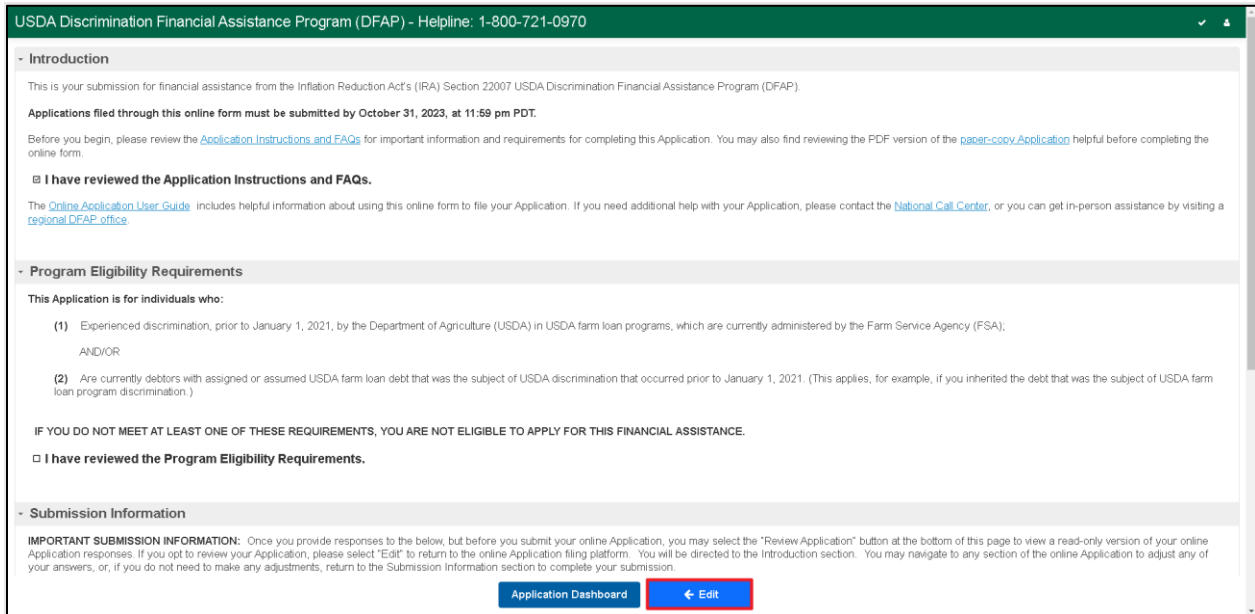 USDA Discrimination Financial Assistance Program (DFAP) - Helpline: 1-800-721-0970
Introduction
This is your submission for financial assistance from the Inflation Reduction Act's (IRA) Section 22007 USDA Discrimination Financial Assistance Program (DFAP).
Applications filed through this online form must be submitted by October 31, 2023, at 11:59 pm PDT.
Before you begin, please review the Application Instructions and FAQs for important information and requirements for completing this Application. You may also find reviewing the PDF version of the paper-copy Application helpful before completing the
online form.
I have reviewed the Application Instructions and FAQs.
The Online Application User Guide includes helpful information about using this online form to file your Application. If you need additional help with your Application, please contact the National Call Center, or you can get in-person assistance by visiting a
regional DFAP office.
Program Eligibility Requirements
This Application is for individuals who:
(1) Experienced discrimination, prior to January 1, 2021, by the Department of Agriculture (USDA) in USDA farm loan programs, which are currently administered by the Farm Service Agency (FSA);
AND/OR
(2) Are currently debtors with assigned or assumed USDA farm loan debt that was the subject of USDA discrimination that occurred prior to January 1, 2021. (This applies, for example, if you inherited the debt that was the subject of USDA farm
loan program discrimination.)
IF YOU DO NOT MEET AT LEAST ONE OF THESE REQUIREMENTS, YOU ARE NOT ELIGIBLE TO APPLY FOR THIS FINANCIAL ASSISTANCE.
I have reviewed the Program Eligibility Requirements.
Submission Information
IMPORTANT SUBMISSION INFORMATION: Once you provide responses to the below, but before you submit your online Application, you may select the "Review Application" button at the bottom of this page to view a read-only version of your online
Application responses. If you opt to review your Application, please select "Edit" to return to the online Application filing platform. You will be directed to the Introduction section. You may navigate to any section of the online Application to adjust any of
your answers, or, if you do not need to make any adjustments, return to the Submission Information section to complete your submission.
Application Dashboard
Edit